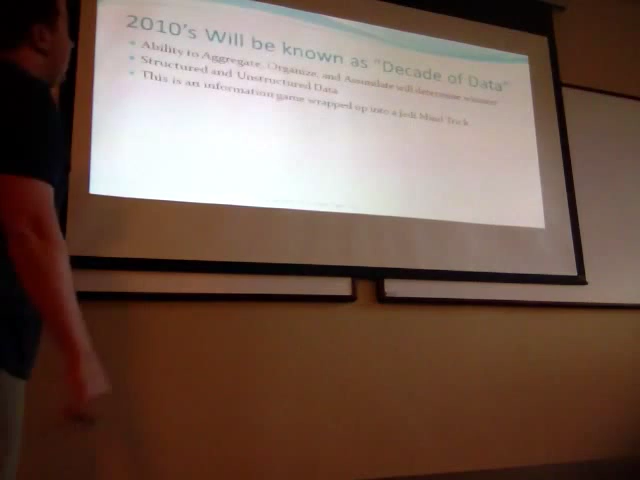 2010's Will be known as "Decade of Data"
Ability to Aggregate, Organize, and Assimilate will determine winners
Structured and Unstructured Data
This is an information game wrapped up into a Jedi Mind Trick